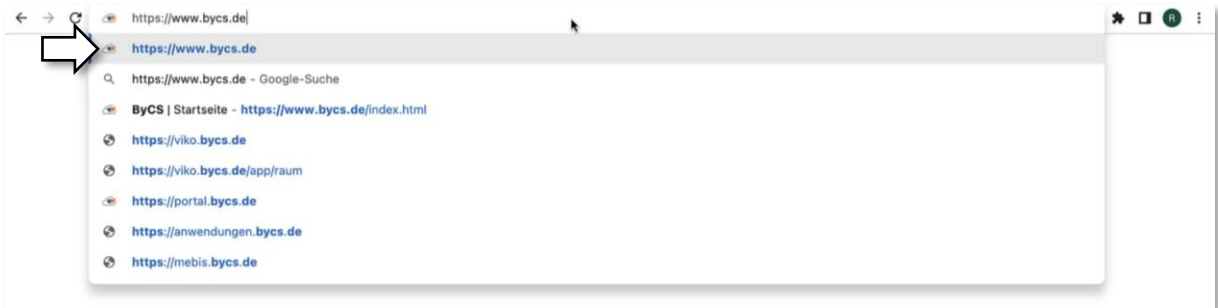 https://www.bycs.de
R
https://www.bycs.de
https://www.bycs.de - Google-Suche
ByCS | Startseite - https://www.bycs.de/index.html
https://viko.bycs.de
https://viko.bycs.de/app/raum
https://portal.bycs.de
https://anwendungen.bycs.de
https://mebis.bycs.de